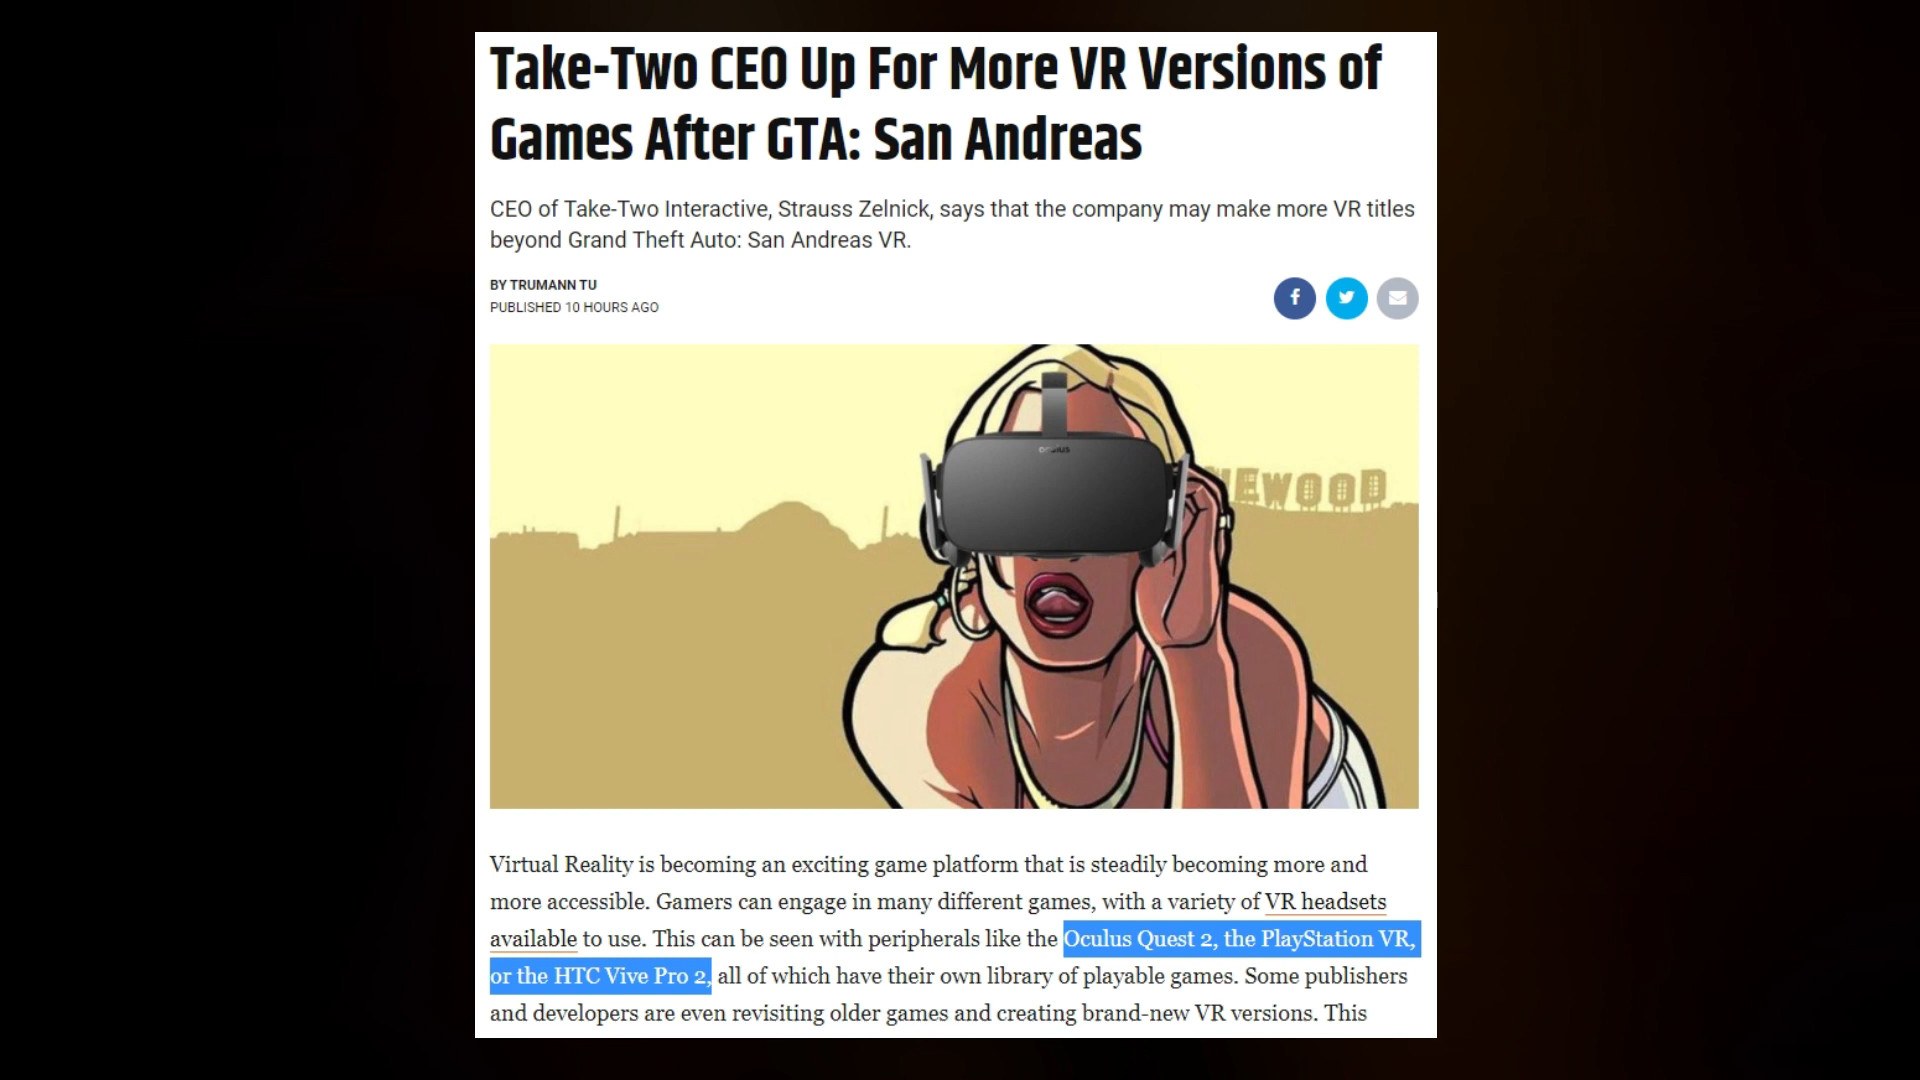 Take-Two CEO Up For More VR Versions of
Games After GTA: San Andreas
CEO of Take-Two Interactive, Strauss Zelnick, says that the company may make more VR titles
beyond Grand Theft Auto: San Andreas VR.
BY TRUMANN TU
PUBLISHED 10 HOURS AGO
oculus
EWOOD
Virtual Reality is becoming an exciting game platform that is steadily becoming more and
more accessible. Gamers can engage in many different games, with a variety of VR headsets
available to use. This can be seen with peripherals like the Oculus Quest 2, the PlayStation VR,
or the HTC Vive Pro 2, all of which have their own library of playable games. Some publishers
and developers are even revisiting older games and creating brand-new VR versions. This